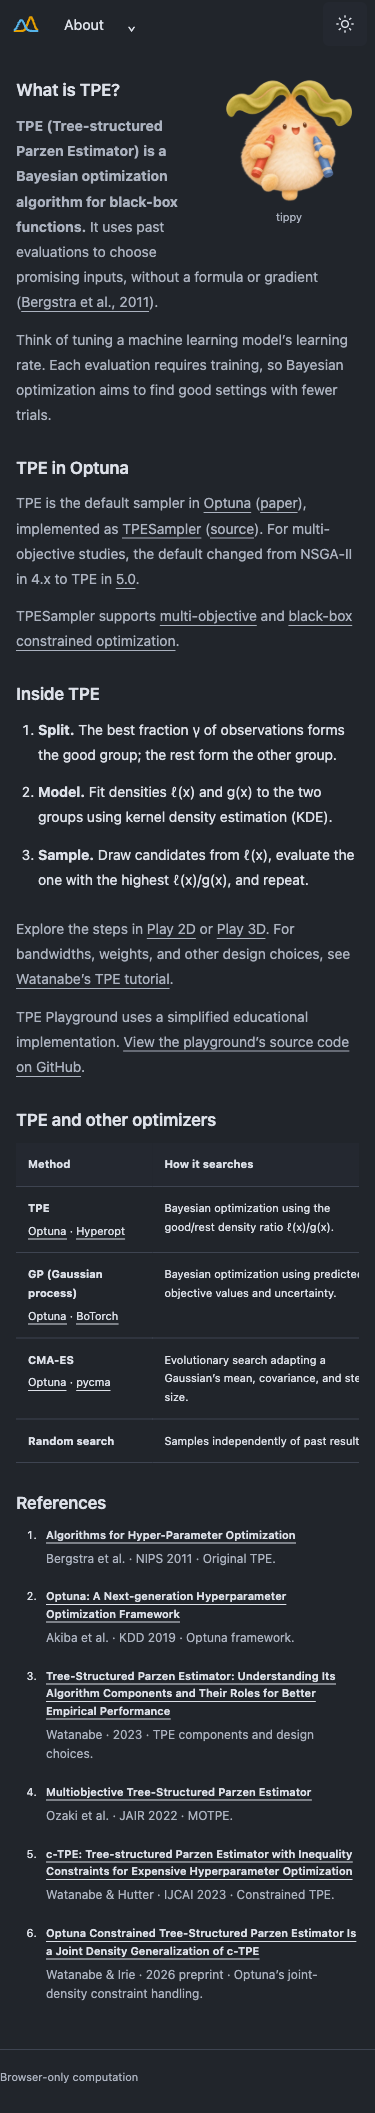 About
What is TPE?
TPE (Tree-structured
Parzen Estimator) is a
Bayesian optimization
algorithm for black-box
functions. It uses past
evaluations to choose
tippy
promising inputs, without a formula or gradient
(Bergstra et al., 2011).
Think of tuning a machine learning model’s learning
rate. Each evaluation requires training, so Bayesian
optimization aims to find good settings with fewer
trials.
TPE in Optuna
TPE is the default sampler in Optuna (paper),
implemented as TPESampler (source). For multi-
objective studies, the default changed from NSGA-II
in 4.x to TPE in 5.0.
TPESampler supports multi-objective and black-box
constrained optimization.
Inside TPE
1. Split. The best fraction γ of observations forms
the good group; the rest form the other group.
2. Model. Fit densities ℓ(x) and g(x) to the two
groups using kernel density estimation (KDE).
3. Sample. Draw candidates from ℓ(x), evaluate the
one with the highest ℓ(x)/g(x), and repeat.
Explore the steps in Play 2D or Play 3D. For
bandwidths, weights, and other design choices, see
Watanabe’s TPE tutorial.
TPE Playground uses a simplified educational
implementation. View the playground’s source code
on GitHub.
TPE and other optimizers
Method How it searches
TPE
Optuna · Hyperopt
Bayesian optimization using the
good/rest density ratio ℓ(x)/g(x).
GP (Gaussian
process)
Optuna · BoTorch
Bayesian optimization using predicte
objective values and uncertainty.
CMA-ES
Optuna · pycma
Evolutionary search adapting a
Gaussian’s mean, covariance, and ste
size.
Random search Samples independently of past result
References
1. Algorithms for Hyper-Parameter Optimization
Bergstra et al. · NIPS 2011 · Original TPE.
2. Optuna: A Next-generation Hyperparameter
Optimization Framework
Akiba et al. · KDD 2019 · Optuna framework.
3. Tree-Structured Parzen Estimator: Understanding Its
Algorithm Components and Their Roles for Better
Empirical Performance
Watanabe · 2023 · TPE components and design
choices.
4. Multiobjective Tree-Structured Parzen Estimator
Ozaki et al. · JAIR 2022 · MOTPE.
5. c-TPE: Tree-structured Parzen Estimator with Inequality
Constraints for Expensive Hyperparameter Optimization
Watanabe & Hutter · IJCAI 2023 · Constrained TPE.
6. Optuna Constrained Tree-Structured Parzen Estimator Is
a Joint Density Generalization of c-TPE
Watanabe & Irie · 2026 preprint · Optuna’s joint-
density constraint handling.
Browser-only computation